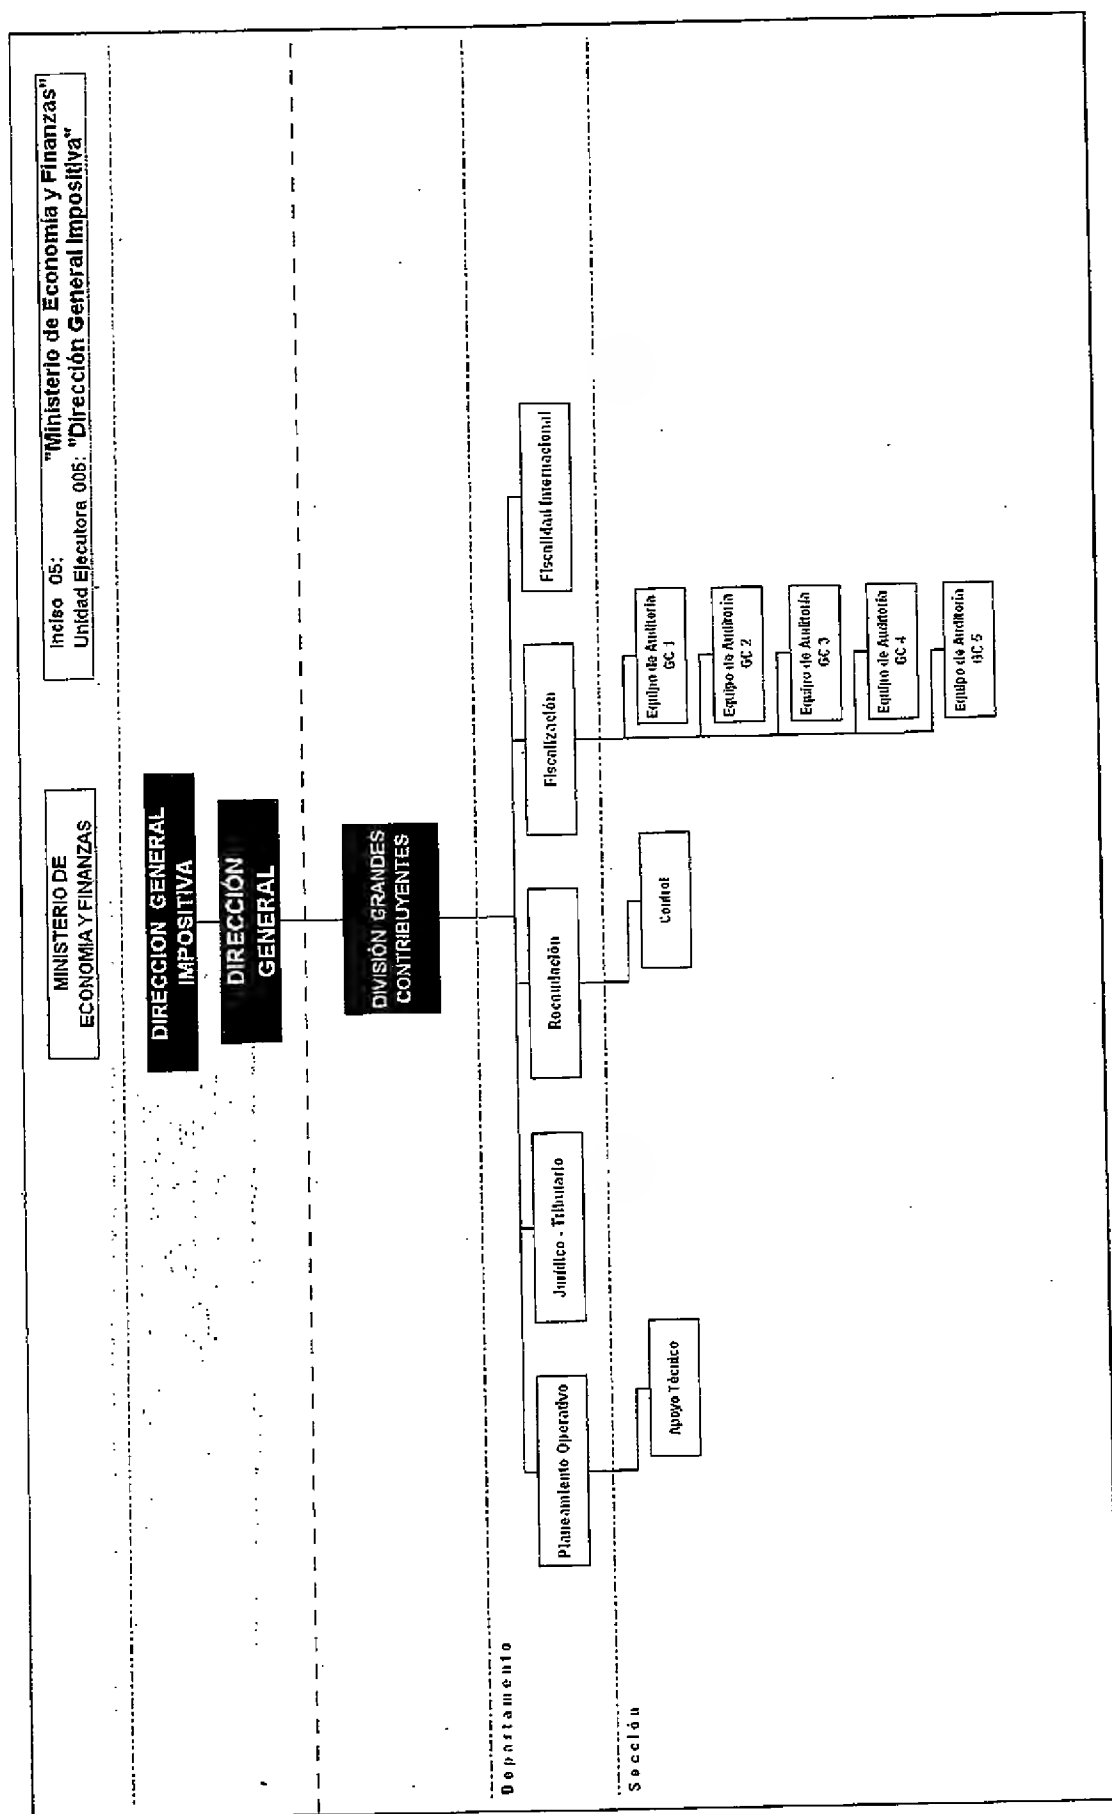 MINISTERIO DE
ECONOMIA Y FINANZAS
Inciso 05: "Ministerio de Economía y Finanzas"
Unidad Ejecutora 005: "Dirección General Impositiva"
DIRECCION GENERAL
IMPOSITIVA
DIRECCIÓN
GENERAL
DIVISIÓN GRANDES
CONTRIBUYENTES
Departamento
Planeamiento Operativo
Jurídico - Tributario
Recaudación
Fiscalización
Fiscalidad Internacional
Sección
Apoyo Técnico
Control
Equipo de Auditoría
GC 1
Equipo de Auditoría
GC 2
Equipo de Auditoría
GC 3
Equipo de Auditoría
GC 4
Equipo de Auditoría
GC 5